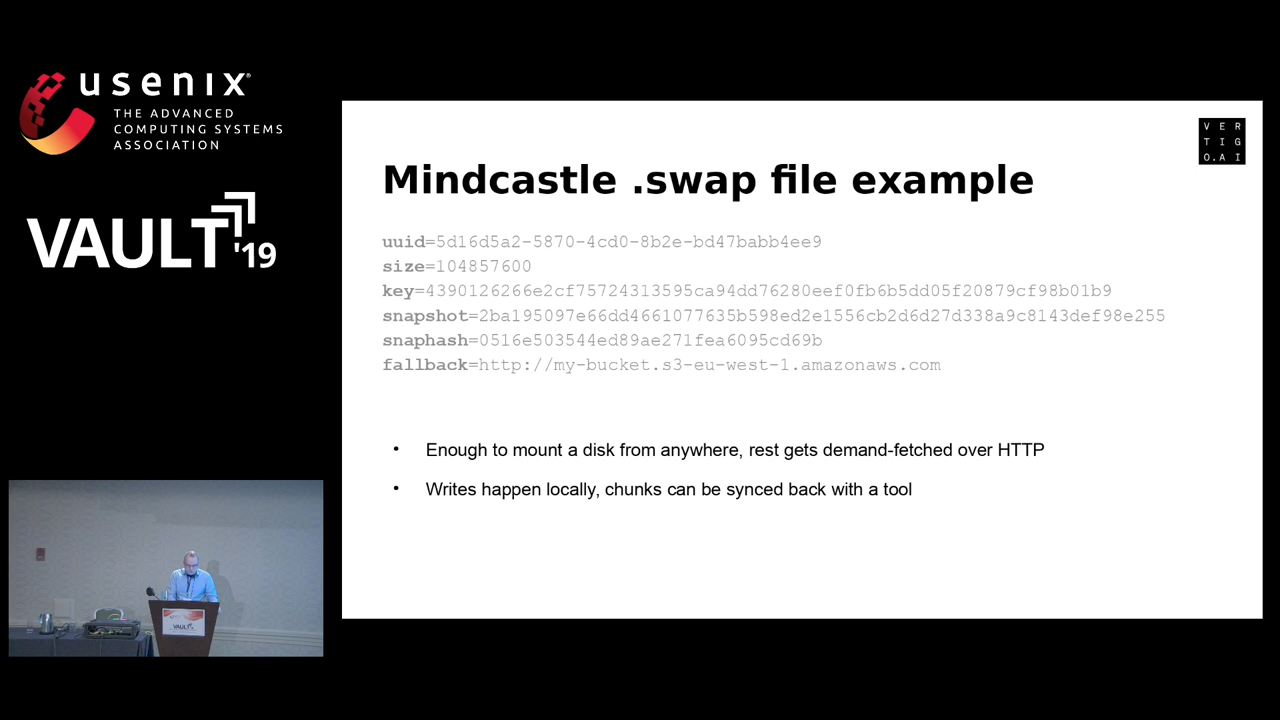 usenix®
THE ADVANCED
COMPUTING SYSTEMS
ASSOCIATION
VAULT'19
VER
TIG
O.AI
Mindcastle .swap file example
uuid=5d16d5a2-5870-4cd0-8b2e-bd47babb4ee9
size=104857600
key=4390126266e2cf75724313595ca94dd76280eef0fb6b5dd05f20879cf98b01b9
snapshot=2ba195097e66dd4661077635b598ed2e1556cb2d6d27d338a9c8143def98e255
snaphash=0516e503544ed89ae271fea6095cd69b
fallback=http://my-bucket.s3-eu-west-1.amazonaws.com
• Enough to mount a disk from anywhere, rest gets demand-fetched over HTTP
• Writes happen locally, chunks can be synced back with a tool
VAULT